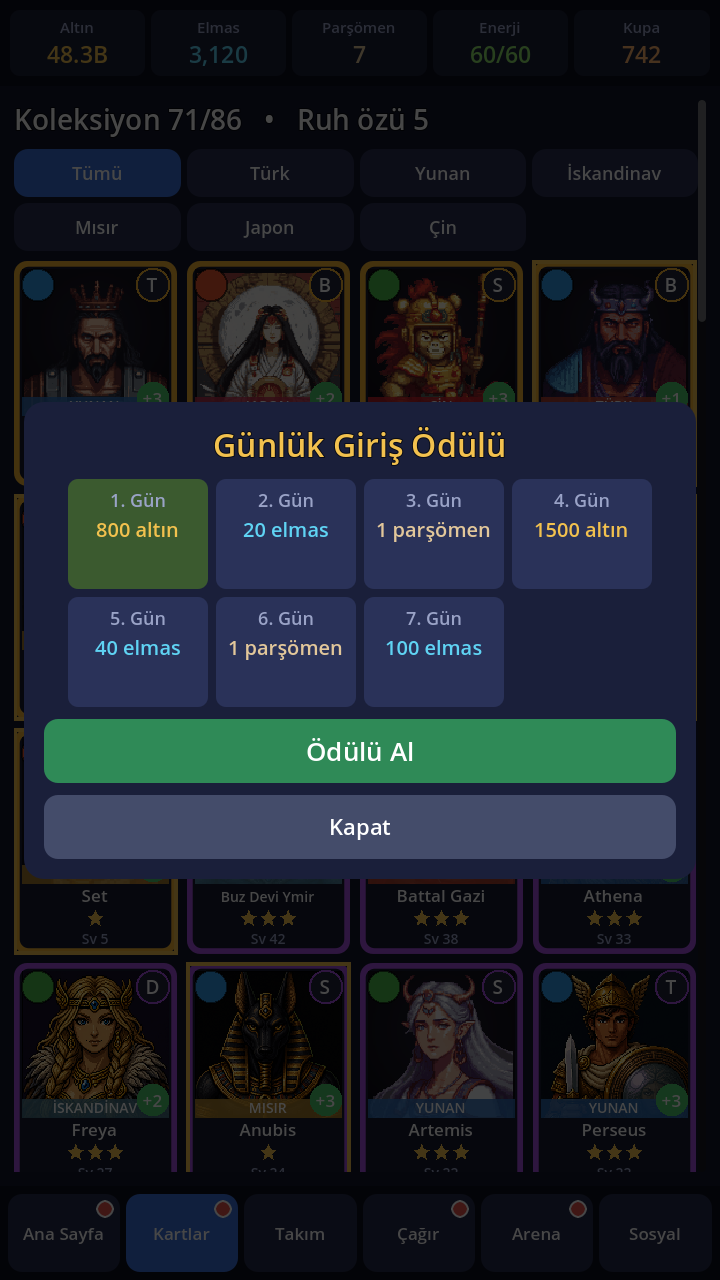 Altın
Elmas
Parşömen
Enerji
Kupa
48.3B
3,120
7
60/60
742
Koleksiyon 71/86 • Ruh özü 5
Tümü
Türk
Yunan
İskandinav
Mısır
Japon
Çin
T
B
S
B
+3
+2
+3
+1
Günlük Giriş Ödülü
1. Gün
800 altın
2. Gün
20 elmas
3. Gün
1 parşömen
4. Gün
1500 altın
5. Gün
40 elmas
6. Gün
1 parşömen
7. Gün
100 elmas
Ödülü Al
Kapat
Set
Sv 5
Buz Devi Ymir
Sv 42
Battal Gazi
Sv 38
Athena
Sv 33
D
İSKANDİNAV
+2
Freya
S
MISIR
+3
Anubis
S
YUNAN
Artemis
T
YUNAN
+3
Perseus
Ana Sayfa
Kartlar
Takım
Çağır
Arena
Sosyal